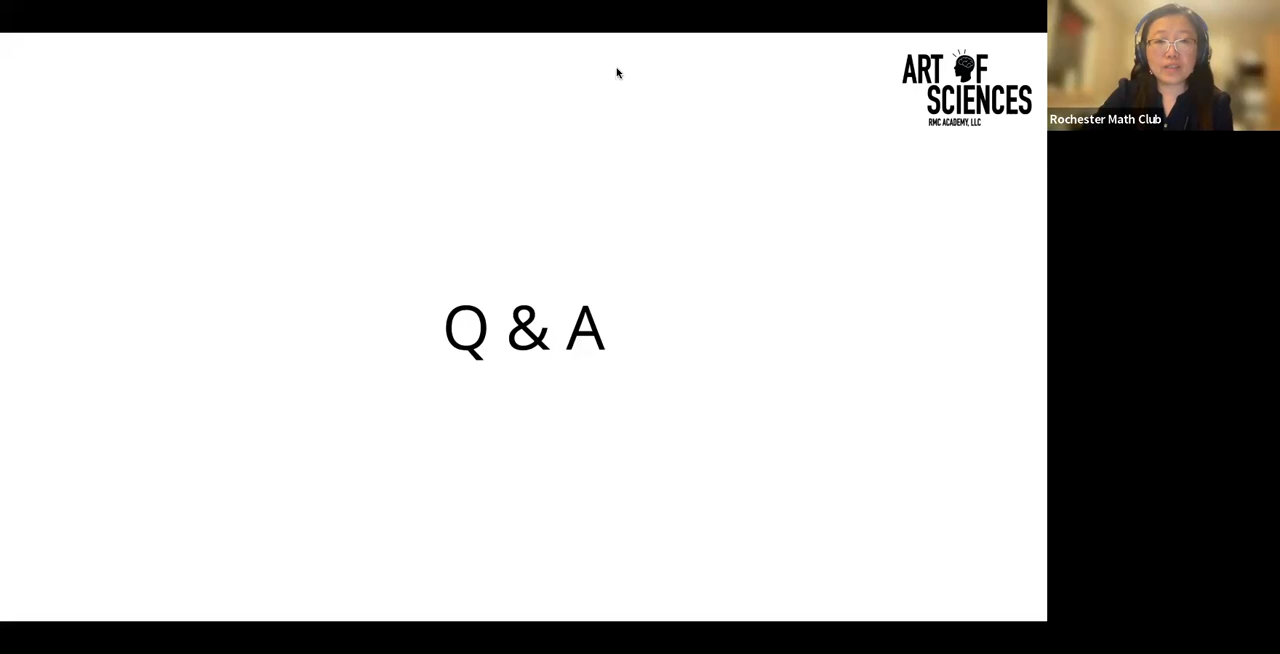 ART OF
SCIENCES
RMC ACADEMY, LLC
Rochester Math Club
Q & A